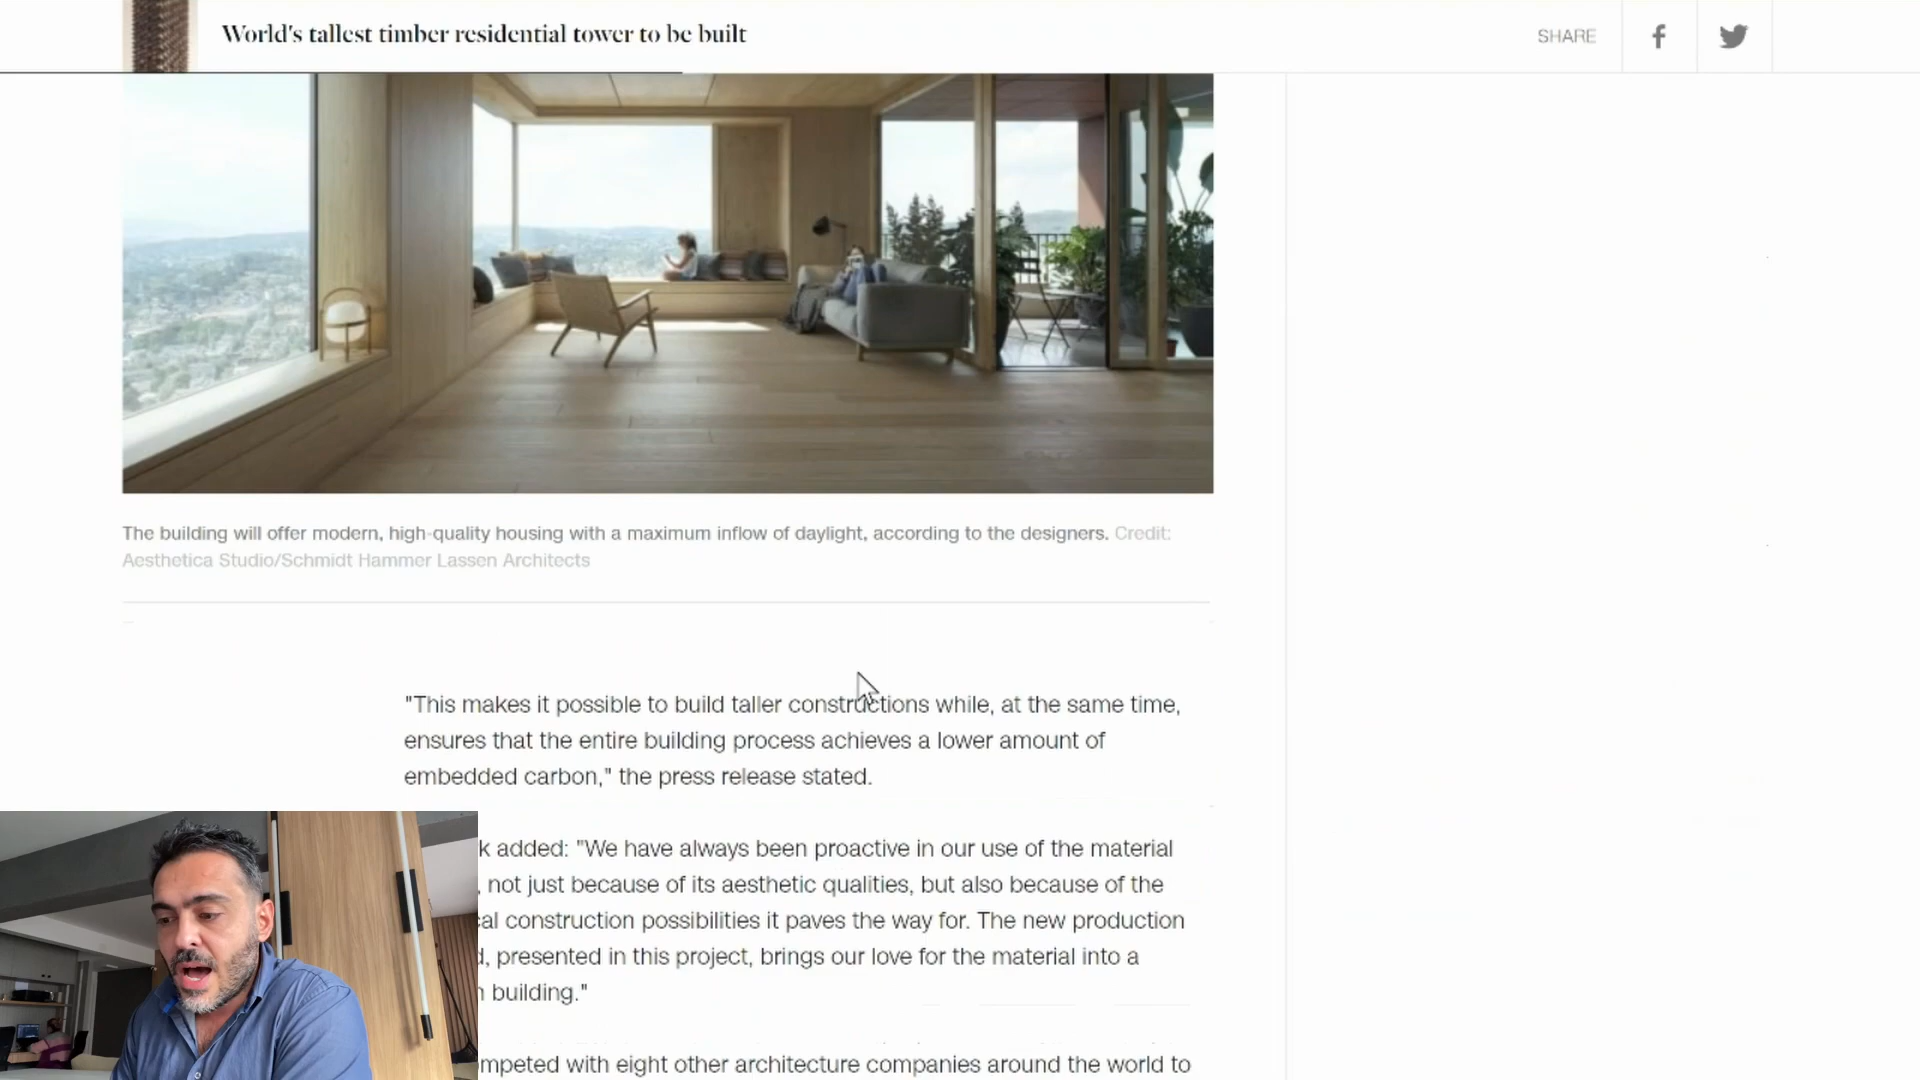 World's tallest timber residential tower to be built
SHARE
The building will offer modern, high-quality housing with a maximum inflow of daylight, according to the designers. Credit:
Aesthetica Studio/Schmidt Hammer Lassen Architects
"This makes it possible to build taller constructions while, at the same time,
ensures that the entire building process achieves a lower amount of
embedded carbon," the press release stated.
k added: "We have always been proactive in our use of the material
, not just because of its aesthetic qualities, but also because of the
al construction possibilities it paves the way for. The new production
, presented in this project, brings our love for the material into a
building."
mpeted with eight other architecture companies around the world to